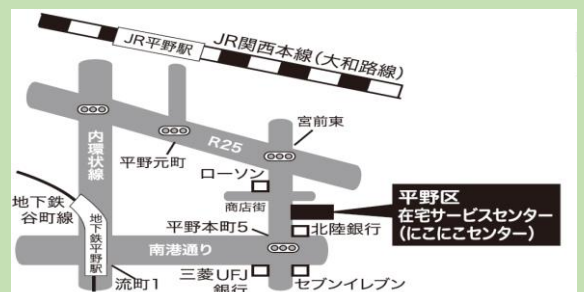 JR平野駅
JR関西本線(大和路線)
宮前東
R25
内環状線
平野元町
ローソン
商店街
地下鉄
谷町線
地下鉄平野駅
平野本町5
平野区
在宅サービスセンター
(にこにこセンター)
北陸銀行
南港通り
流町1
三菱UFJ
銀行
セブンイレブン